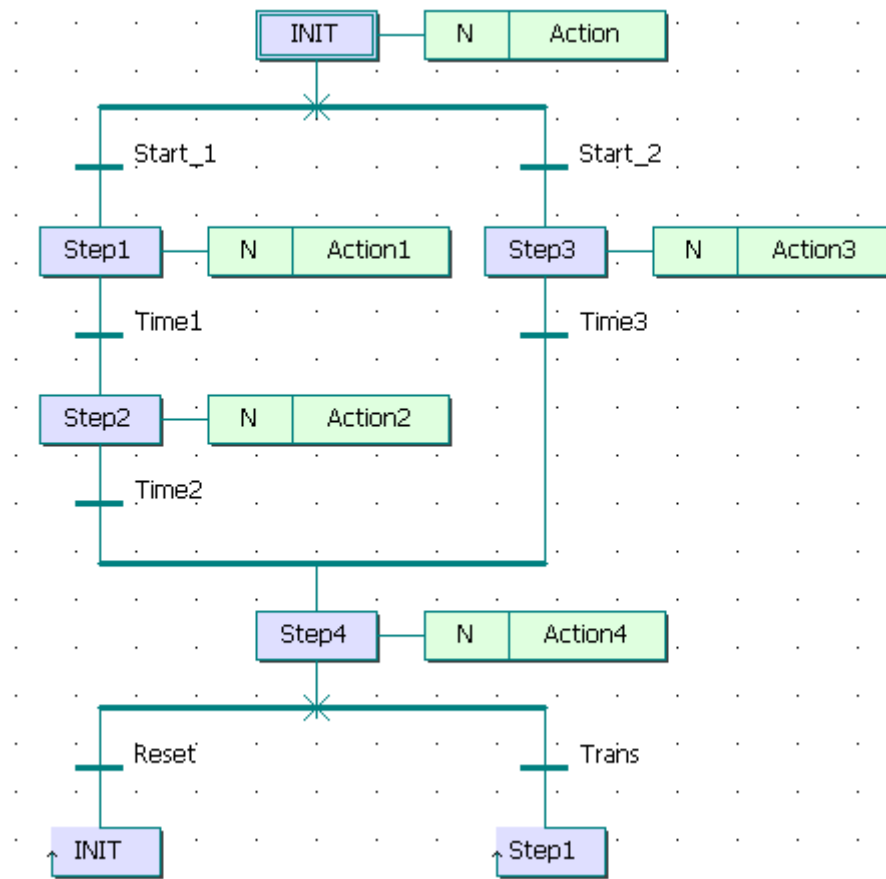 INIT N Action
Start_1 Start_2
Step1 N Action1 Step3 N Action3
Time1 Time3
Step2 N Action2
Time2
Step4 N Action4
Reset Trans
INIT Step1